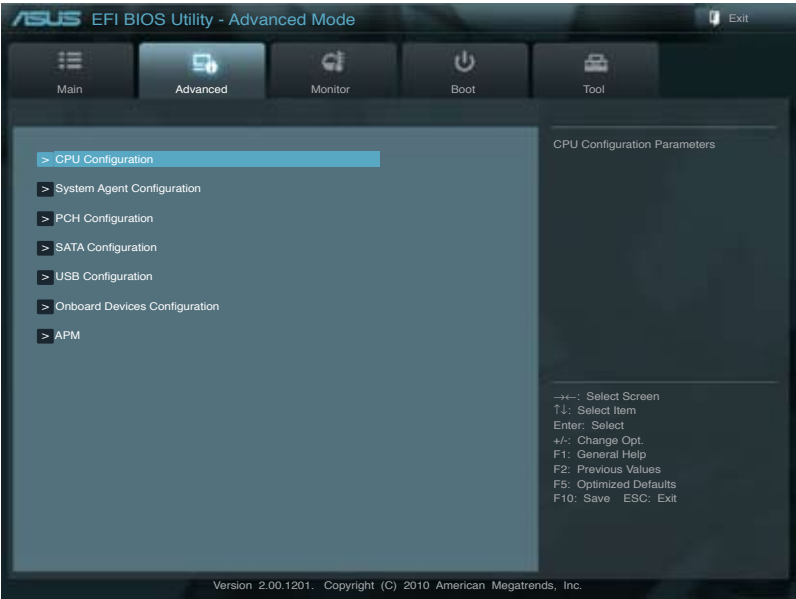 ASUS EFI BIOS Utility - Advanced Mode
Exit
Main
Advanced
Monitor
Boot
Tool
> CPU Configuration
> System Agent Configuration
> PCH Configuration
> SATA Configuration
> USB Configuration
> Onboard Devices Configuration
> APM
CPU Configuration Parameters
→←: Select Screen
↑↓: Select Item
Enter: Select
+/-: Change Opt.
F1: General Help
F2: Previous Values
F5: Optimized Defaults
F10: Save ESC: Exit
Version 2.00.1201. Copyright (C) 2010 American Megatrends, Inc.